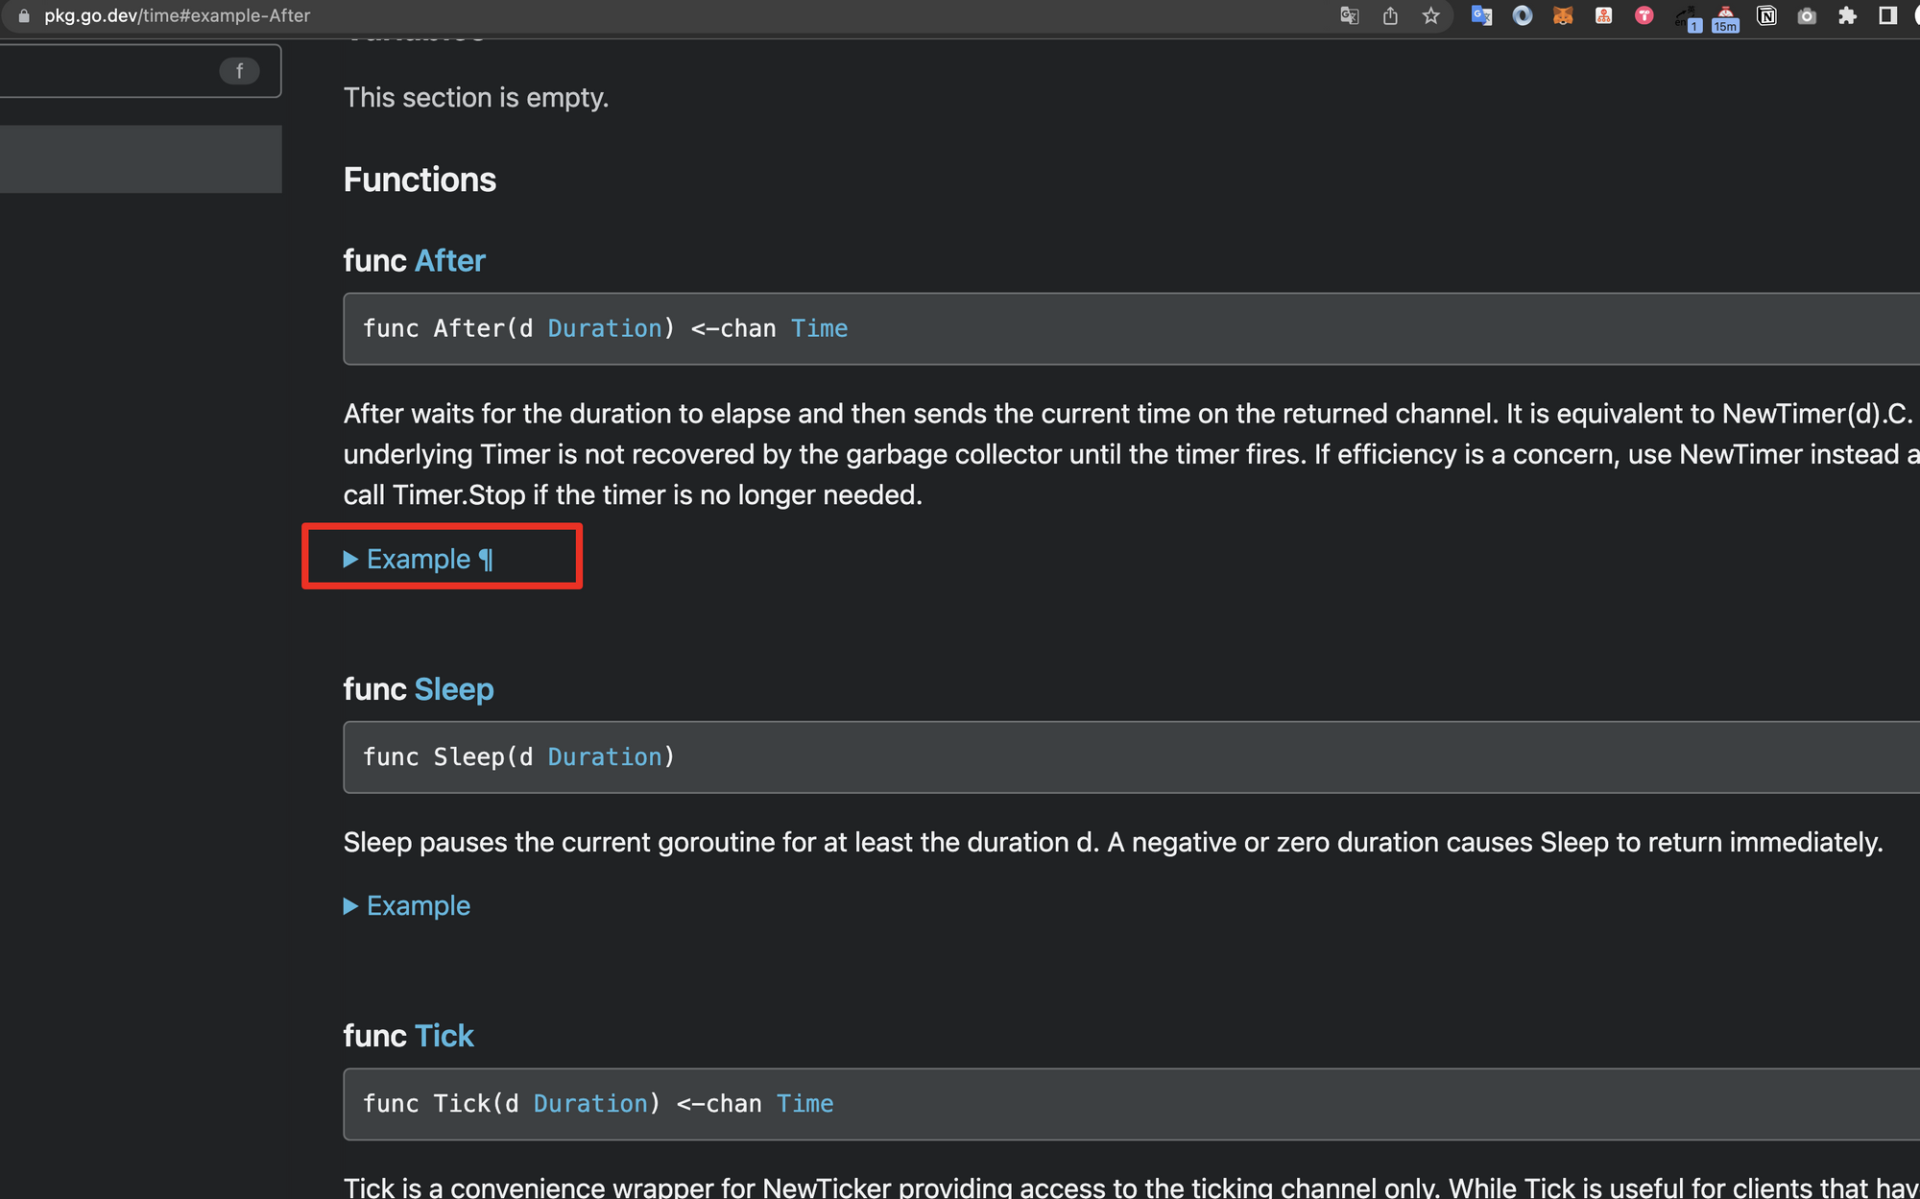 pkg.go.dev/time#example-After
1
15m
f
This section is empty.
Functions
func After
func After(d Duration) <-chan Time
After waits for the duration to elapse and then sends the current time on the returned channel. It is equivalent to NewTimer(d).C.
underlying Timer is not recovered by the garbage collector until the timer fires. If efficiency is a concern, use NewTimer instead a
call Timer.Stop if the timer is no longer needed.
▶ Example ¶
func Sleep
func Sleep(d Duration)
Sleep pauses the current goroutine for at least the duration d. A negative or zero duration causes Sleep to return immediately.
▶ Example
func Tick
func Tick(d Duration) <-chan Time
Tick is a convenience wrapper for NewTicker providing access to the ticking channel only. While Tick is useful for clients that hav